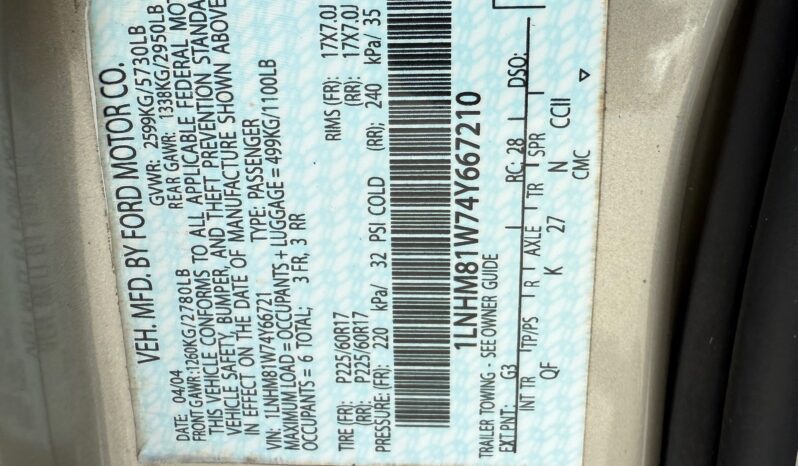 VEH. MFD. BY FORD MOTOR CO.
DATE: 04/04 GVWR: 2599KG/5730LB
FRONT GAWR:1260KG/2780LB REAR GAWR: 1338KG/2950LB
THIS VEHICLE CONFORMS TO ALL APPLICABLE FEDERAL
VEHICLE SAFETY, BUMPER, AND THEFT PREVENTION STANDA
IN EFFECT ON THE DATE OF MANUFACTURE SHOWN ABOVE
VIN: 1LNHM81W74Y66721 TYPE: PASSENGER
MAXIMUM LOAD = OCCUPANTS + LUGGAGE = 499KG/1100LB
OCCUPANTS = 6 TOTAL; 3 FR, 3 RR
TIRE (FR): P225/60R17 RIMS (FR): 17X7.0J
(RR): P225/60R17 (RR): 17X7.0J
PRESSURE: (FR): 220 kPa/ 32 PSI COLD (RR): 240 kPa/ 35
1LNHM81W74Y667210
TRAILER TOWING - SEE OWNER GUIDE
EXT PNT: G3 RC: 28 DSO:
INT TR TP/PS R AXLE TR SPR
QF K 27 N CCII
CMC